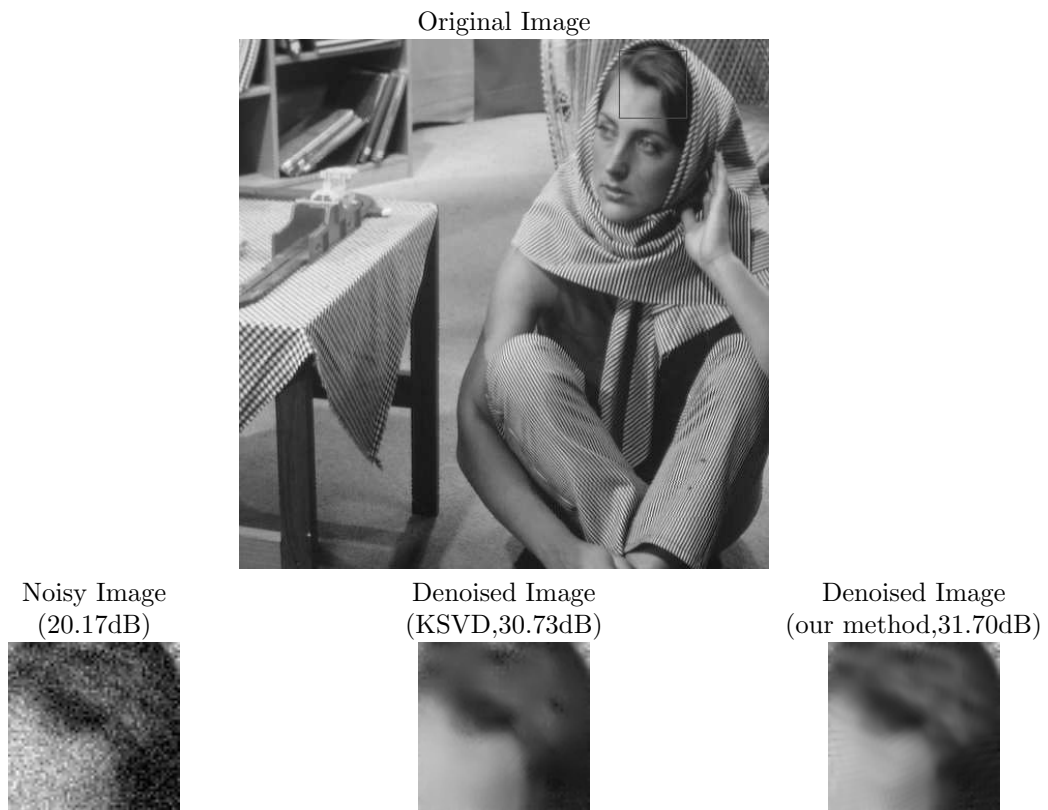 Original Image
Noisy Image
(20.17dB)
Denoised Image
(KSVD,30.73dB)
Denoised Image
(our method,31.70dB)